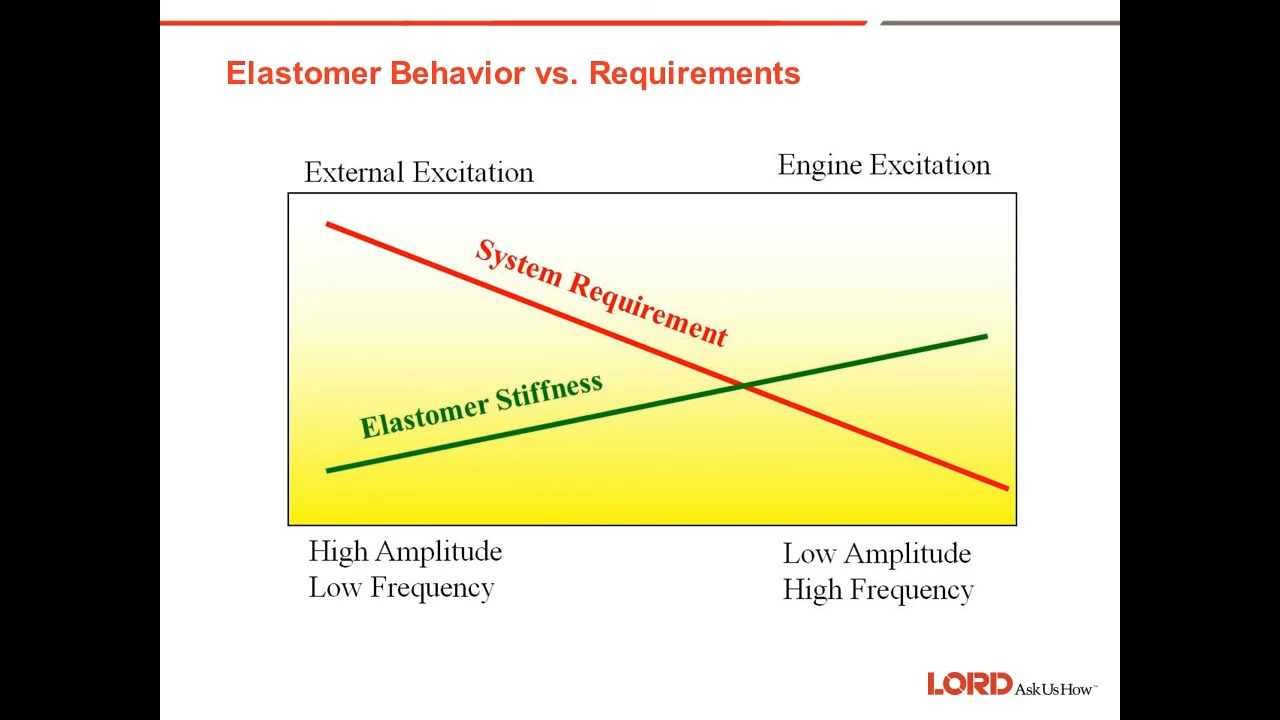 Elastomer Behavior vs. Requirements
External Excitation
Engine Excitation
System Requirement
Elastomer Stiffness
High Amplitude
Low Frequency
Low Amplitude
High Frequency
LORD AskUsHow™